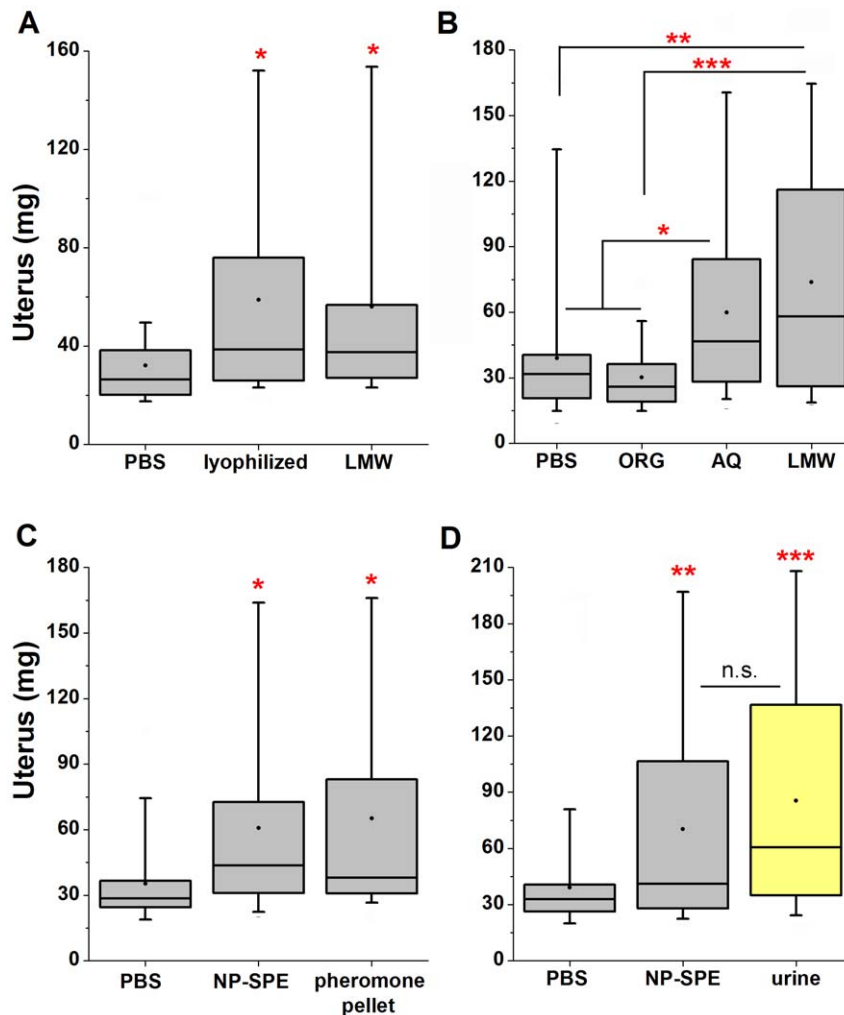 A
Uterus (mg)
160
120
80
40
0
*
*
PBS
lyophilized
LMW
B
180
150
120
90
60
30
0
**
***
*
PBS
ORG
AQ
LMW
C
Uterus (mg)
180
150
120
90
60
30
0
*
*
PBS
NP-SPE
pheromone
pellet
D
210
180
150
120
90
60
30
0
**
***
n.s.
PBS
NP-SPE
urine